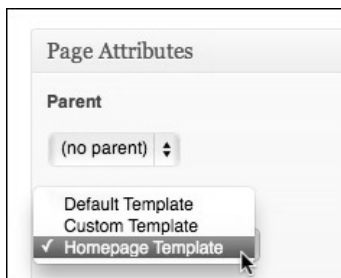 Page Attributes
Parent
(no parent)
Default Template
Custom Template
✓ Homepage Template